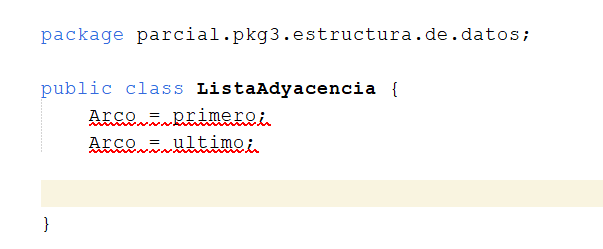 package parcial.pkg3.estructura.de.datos;
public class ListaAdyacencia {
Arco = primero;
Arco = ultimo;
}